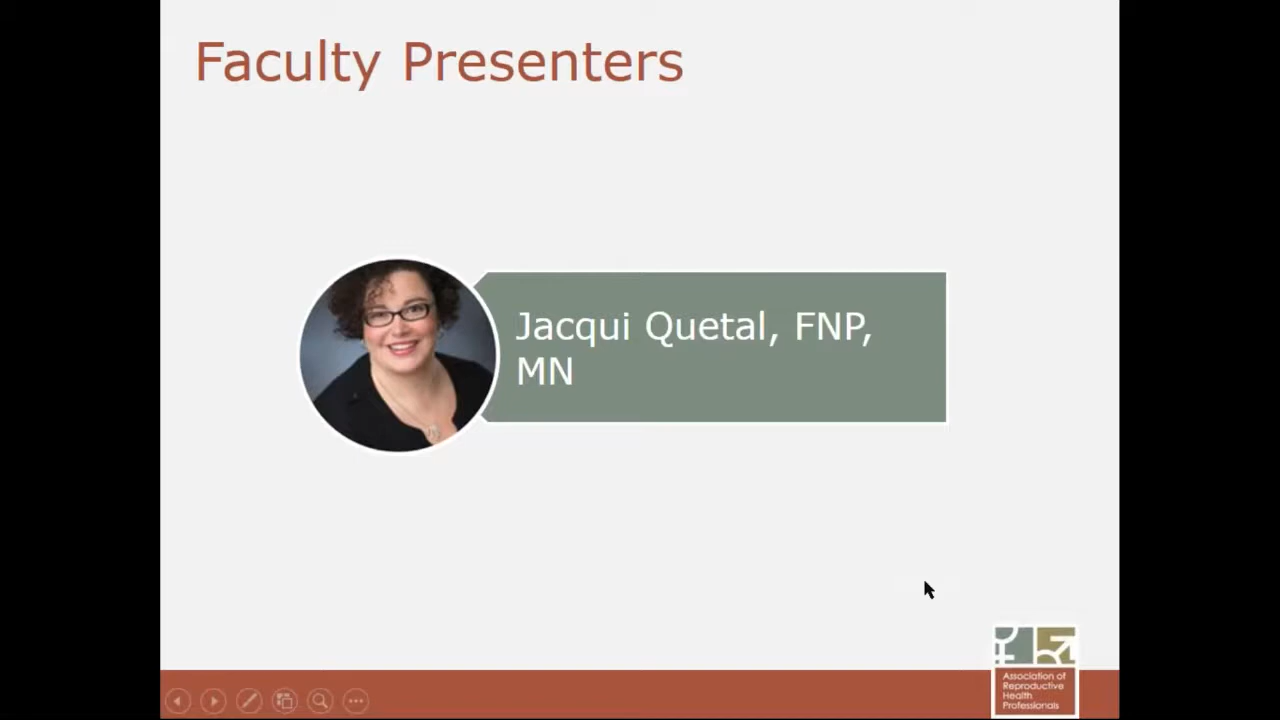 Faculty Presenters
Jacqui Quetal, FNP,
MN
Association of
Reproductive
Health
Professionals